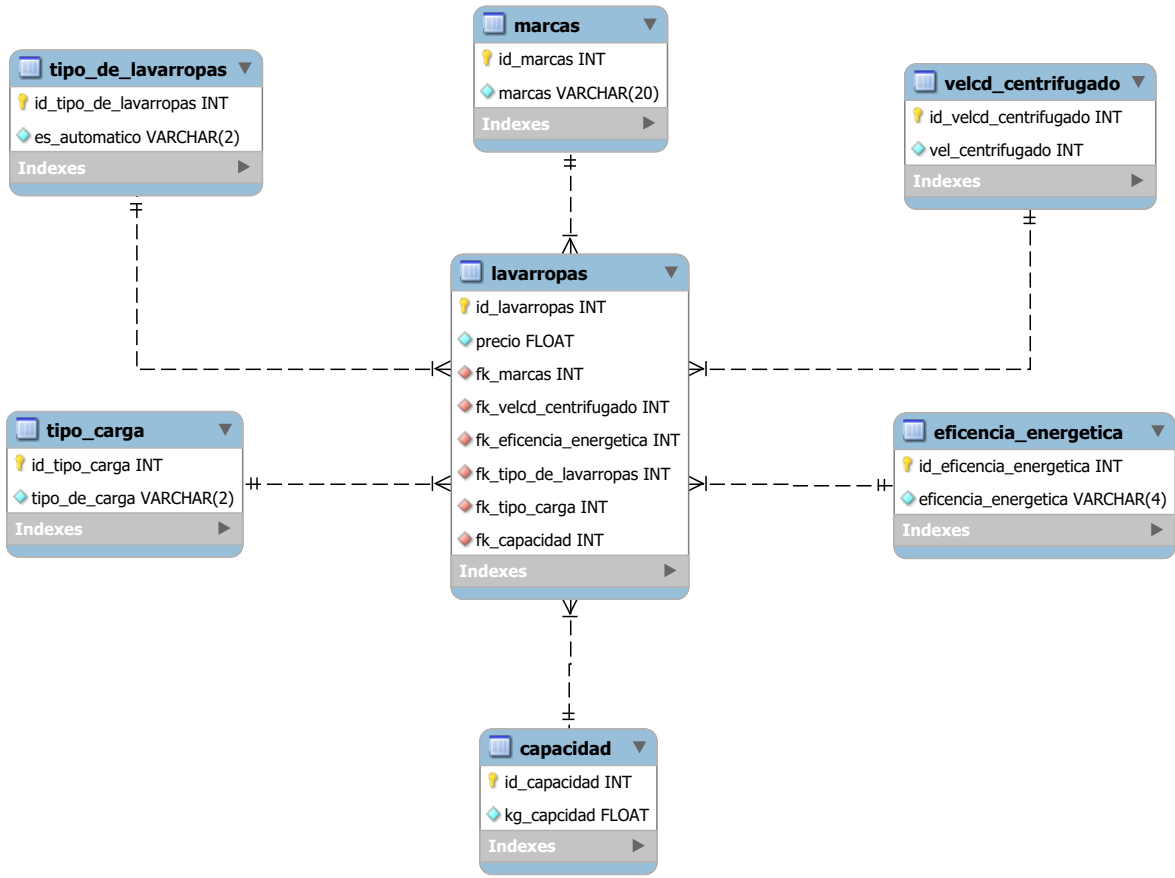 marcas
id_marcas INT
marcas VARCHAR(20)
Indexes
tipo_de_lavarropas
id_tipo_de_lavarropas INT
es_automatico VARCHAR(2)
Indexes
velcd_centrifugado
id_velcd_centrifugado INT
vel_centrifugado INT
Indexes
lavarropas
id_lavarropas INT
precio FLOAT
fk_marcas INT
fk_velcd_centrifugado INT
fk_eficencia_energetica INT
fk_tipo_de_lavarropas INT
fk_tipo_carga INT
fk_capacidad INT
Indexes
tipo_carga
id_tipo_carga INT
tipo_de_carga VARCHAR(2)
Indexes
eficencia_energetica
id_eficencia_energetica INT
eficencia_energetica VARCHAR(4)
Indexes
capacidad
id_capacidad INT
kg_capcidad FLOAT
Indexes